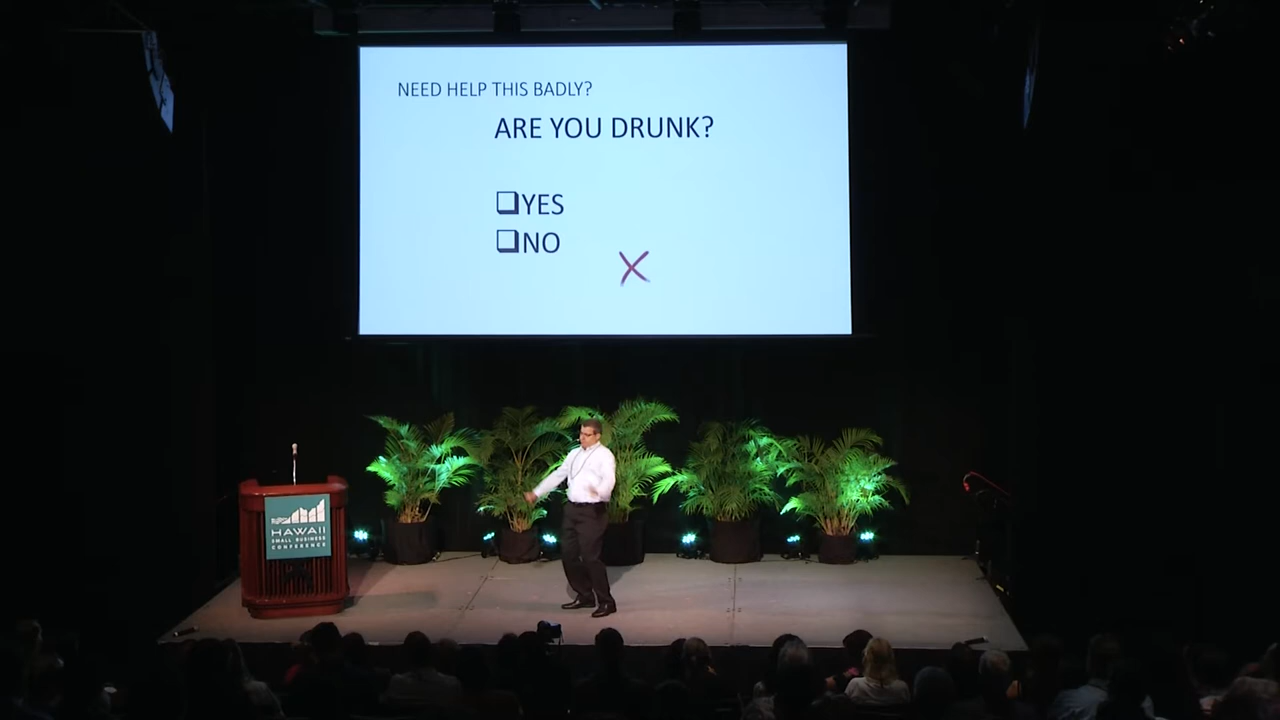 NEED HELP THIS BADLY?
ARE YOU DRUNK?
❑YES
❑NO
X
HAWAII
SMALL BUSINESS
CONFERENCE